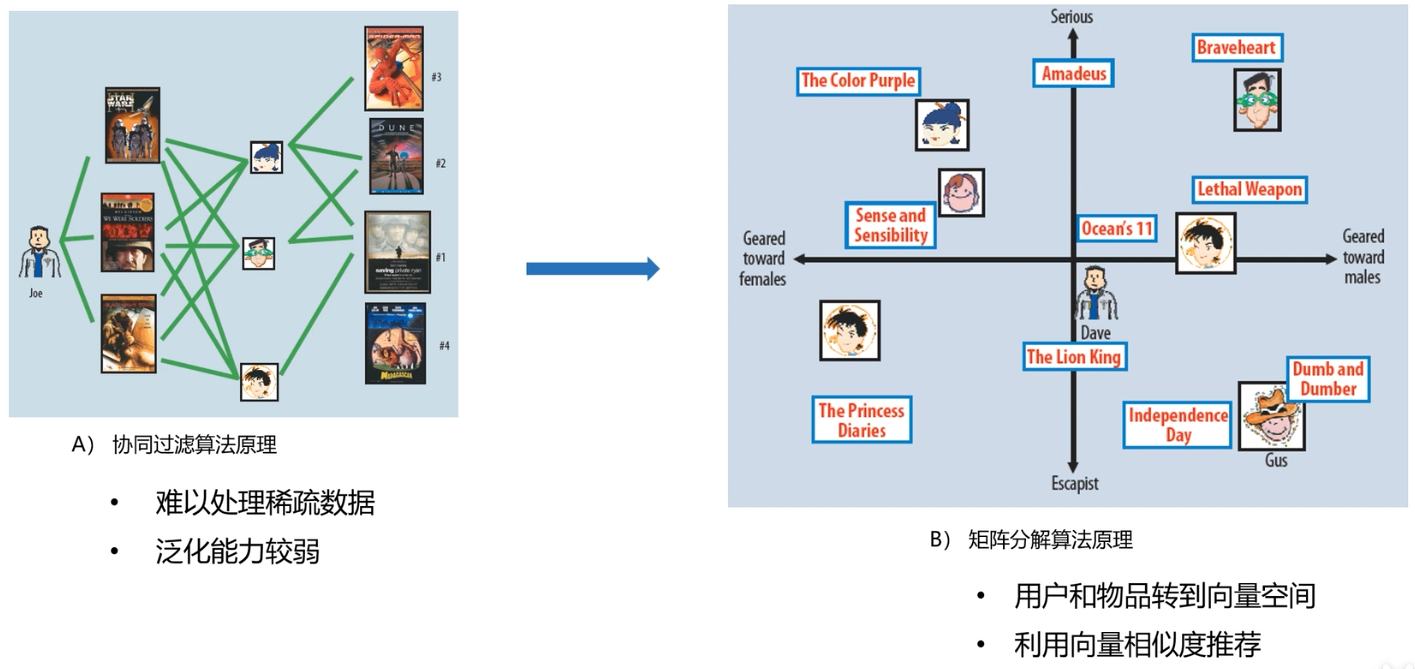 STAR
WARS
SPIDER-MAN
#3
DUNE
#2
WE WERE SOLDIERS
saving private ryan
#1
MADAGASCAR
#4
Joe
A） 协同过滤算法原理
• 难以处理稀疏数据
• 泛化能力较弱
Serious
Braveheart
The Color Purple
Amadeus
Lethal Weapon
Sense and
Sensibility
Ocean's 11
Geared
toward
females
Geared
toward
males
Dave
The Lion King
Dumb and
Dumber
The Princess
Diaries
Independence
Day
Gus
Escapist
B） 矩阵分解算法原理
• 用户和物品转到向量空间
• 利用向量相似度推荐